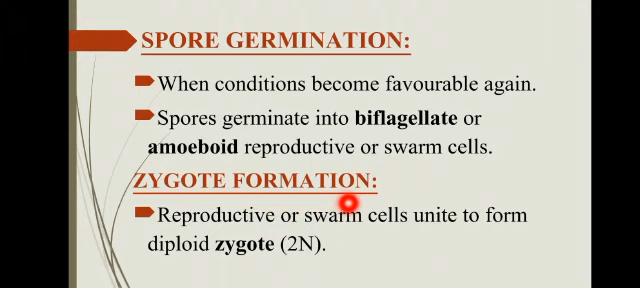 SPORE GERMINATION:
When conditions become favourable again.
Spores germinate into biflagellate or
amoeboid reproductive or swarm cells.
ZYGOTE FORMATION:
Reproductive or swarm cells unite to form
diploid zygote (2N).